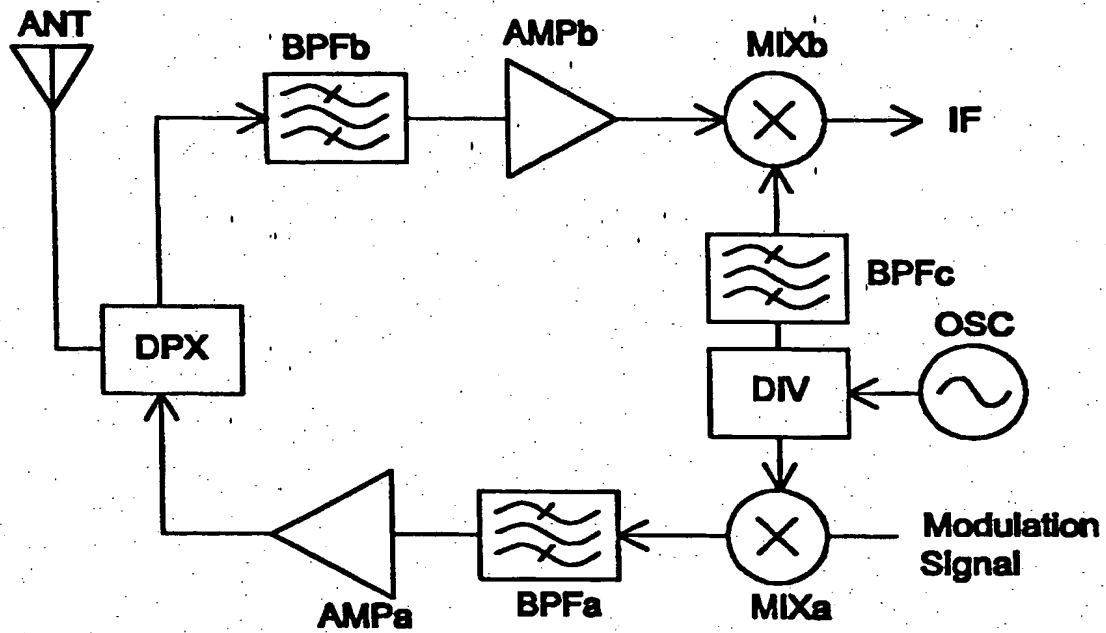 ANT
BPFb
AMPb
MIXb
IF
BPFc
OSC
DPX
DIV
Modulation
Signal
AMPa
BPFa
MIXa